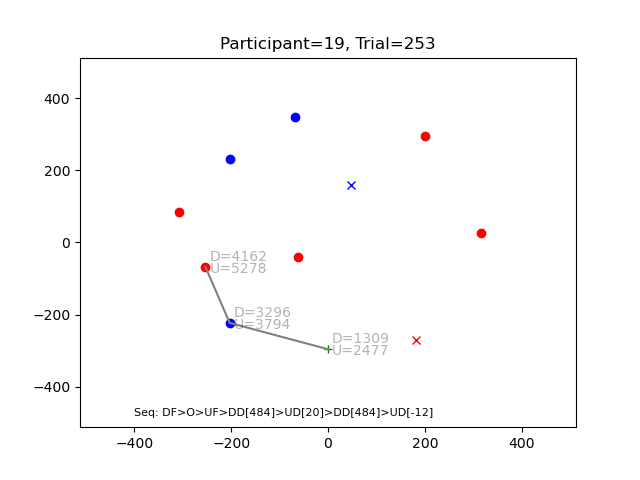 Participant=19, Trial=253
400
200
0
−200
−400
D=4162
U=5278
D=3296
U=3794
D=1309
U=2477
Seq: DF>O>UF>DD[484]>UD[20]>DD[484]>UD[-12]
−400 −200 0 200 400